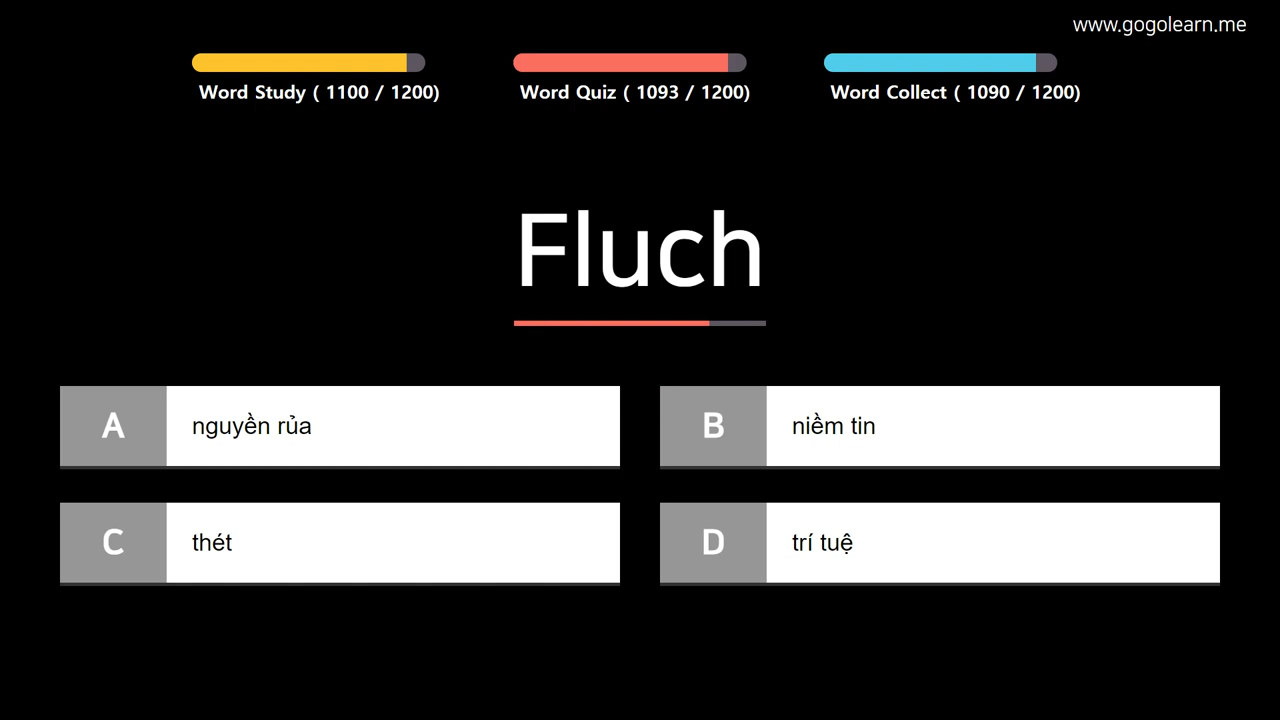 www.gogolearn.me
Word Study ( 1100 / 1200)
Word Quiz ( 1093 / 1200)
Word Collect ( 1090 / 1200)
Fluch
A nguyền rủa
B niềm tin
C thét
D trí tuệ